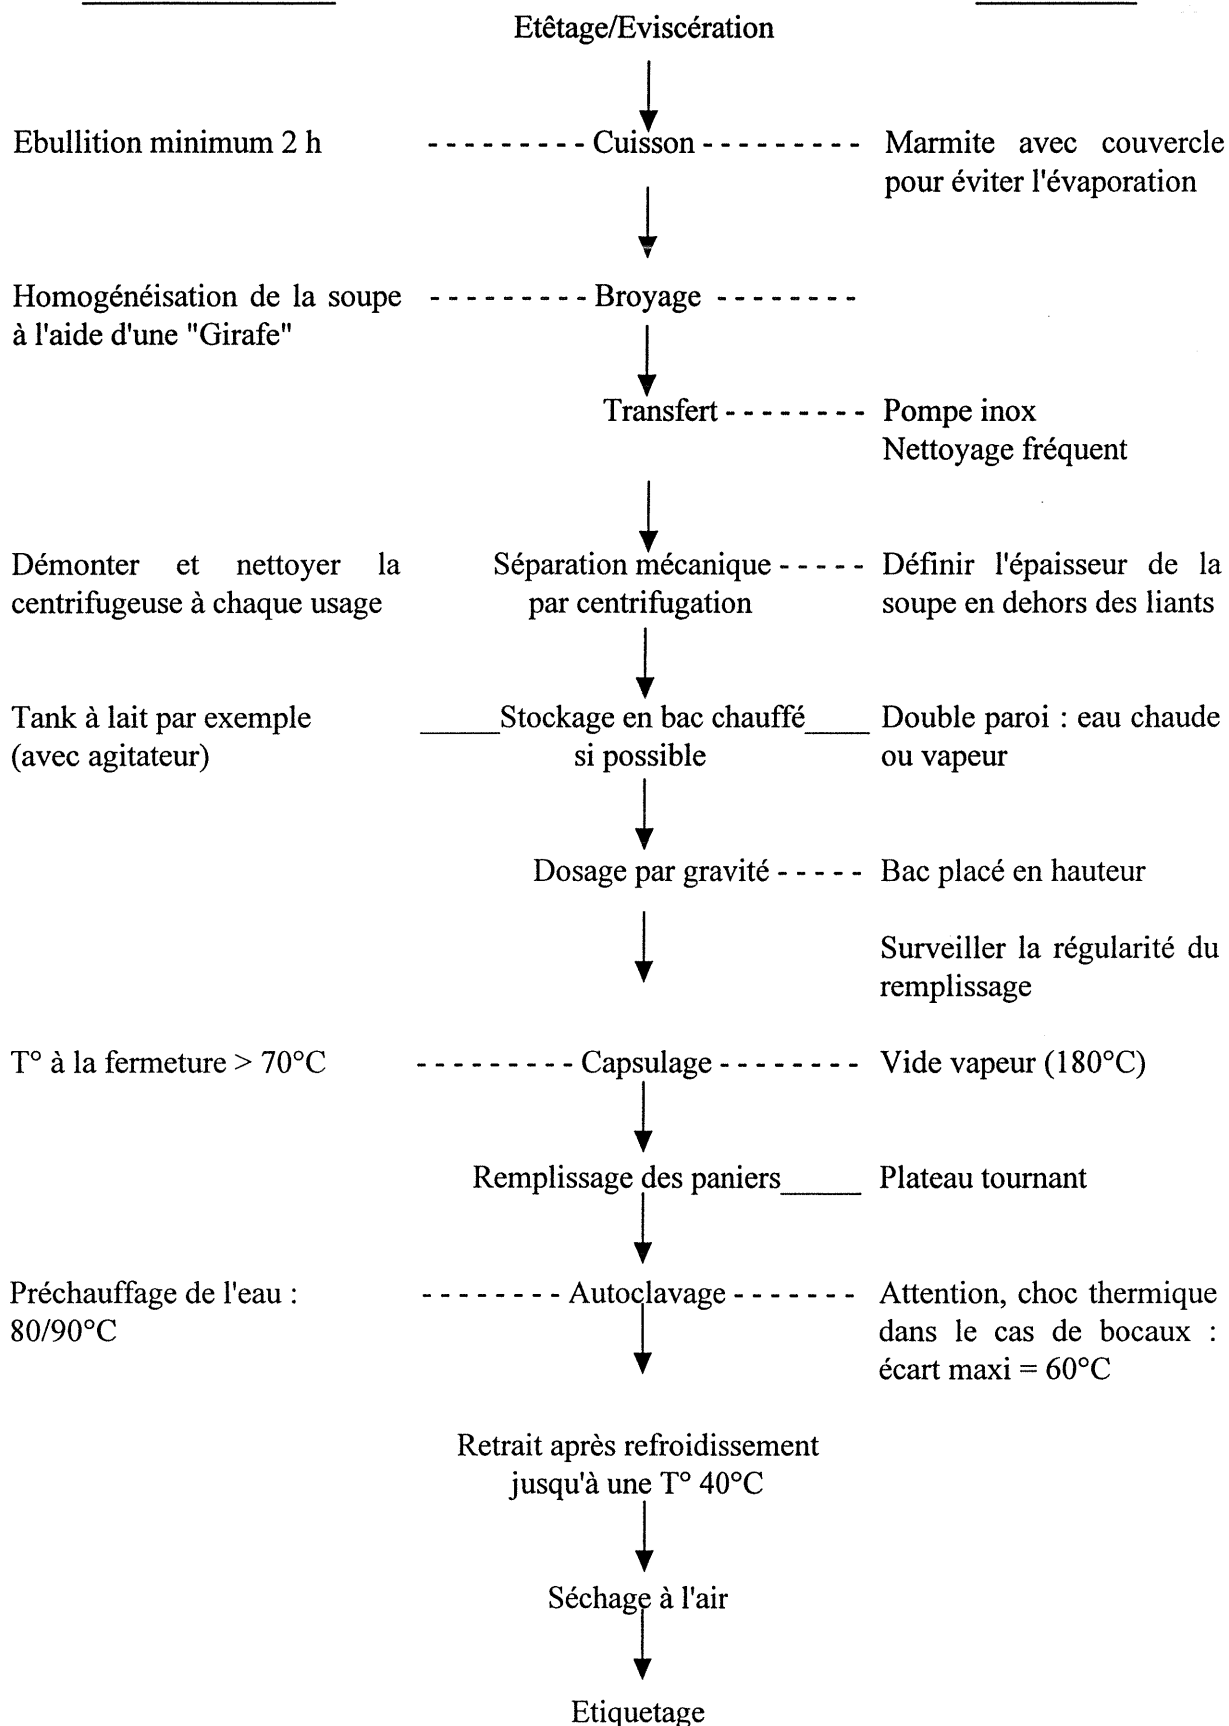 Etêtage/Eviscération
Ebullition minimum 2 h - - - - - - - - - Cuisson - - - - - - - - - Marmite avec couvercle
pour éviter l'évaporation
Homogénéisation de la soupe - - - - - - - - - Broyage - - - - - - - -
à l'aide d'une "Girafe"
Transfert - - - - - - - - Pompe inox
Nettoyage fréquent
Démonter et nettoyer la Séparation mécanique - - - - - Définir l'épaisseur de la
centrifugeuse à chaque usage par centrifugation soupe en dehors des liants
Tank à lait par exemple _____Stockage en bac chauffé____ Double paroi : eau chaude
(avec agitateur) si possible ou vapeur
Dosage par gravité - - - - - Bac placé en hauteur
Surveiller la régularité du
remplissage
T° à la fermeture > 70°C - - - - - - - - - Capsulage - - - - - - - - Vide vapeur (180°C)
Remplissage des paniers_____ Plateau tournant
Préchauffage de l'eau : - - - - - - - - Autoclavage - - - - - - - Attention, choc thermique
80/90°C dans le cas de bocaux :
écart maxi = 60°C
Retrait après refroidissement
jusqu'à une T° 40°C
Séchage à l'air
Etiquetage